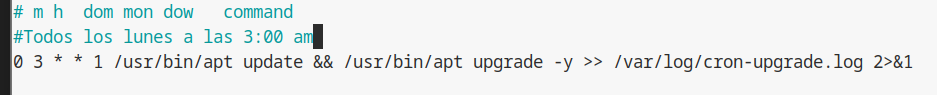 # m h  dom mon dow   command
#Todos los lunes a las 3:00 am
0 3 * * 1 /usr/bin/apt update && /usr/bin/apt upgrade -y >> /var/log/cron-upgrade.log 2>&1